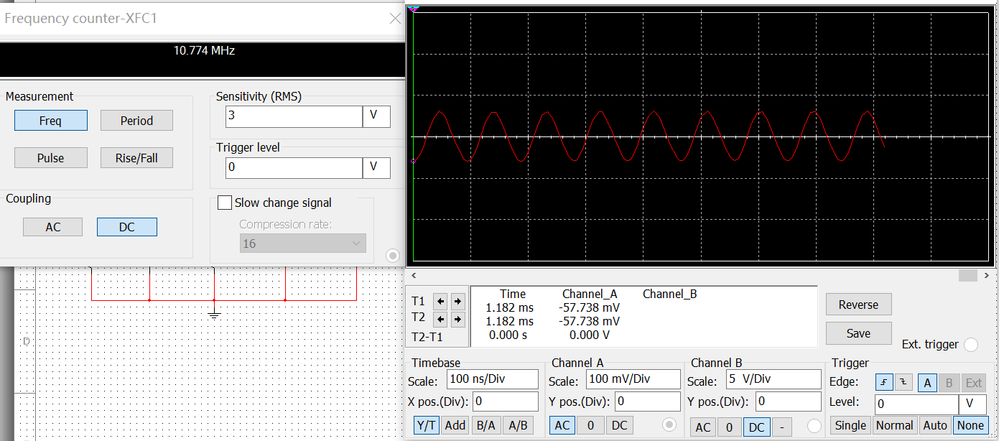 Frequency counter-XFC1
10.774 MHz
Measurement
Freq
Period
Pulse
Rise/Fall
Coupling
AC
DC
Sensitivity (RMS)
3
V
Trigger level
0
V
Slow change signal
Compression rate:
16
D
T1
T2
T2-T1
Time Channel_A Channel_B
1.182 ms -57.738 mV
1.182 ms -57.738 mV
0.000 s 0.000 V
Reverse
Save
Ext. trigger
Timebase
Scale: 100 ns/Div
X pos.(Div): 0
Y/T Add B/A A/B
Channel A
Scale: 100 mV/Div
Y pos.(Div): 0
AC 0 DC
Channel B
Scale: 5 V/Div
Y pos.(Div): 0
AC 0 DC -
Trigger
Edge: A B Ext
Level: 0 V
Single Normal Auto None